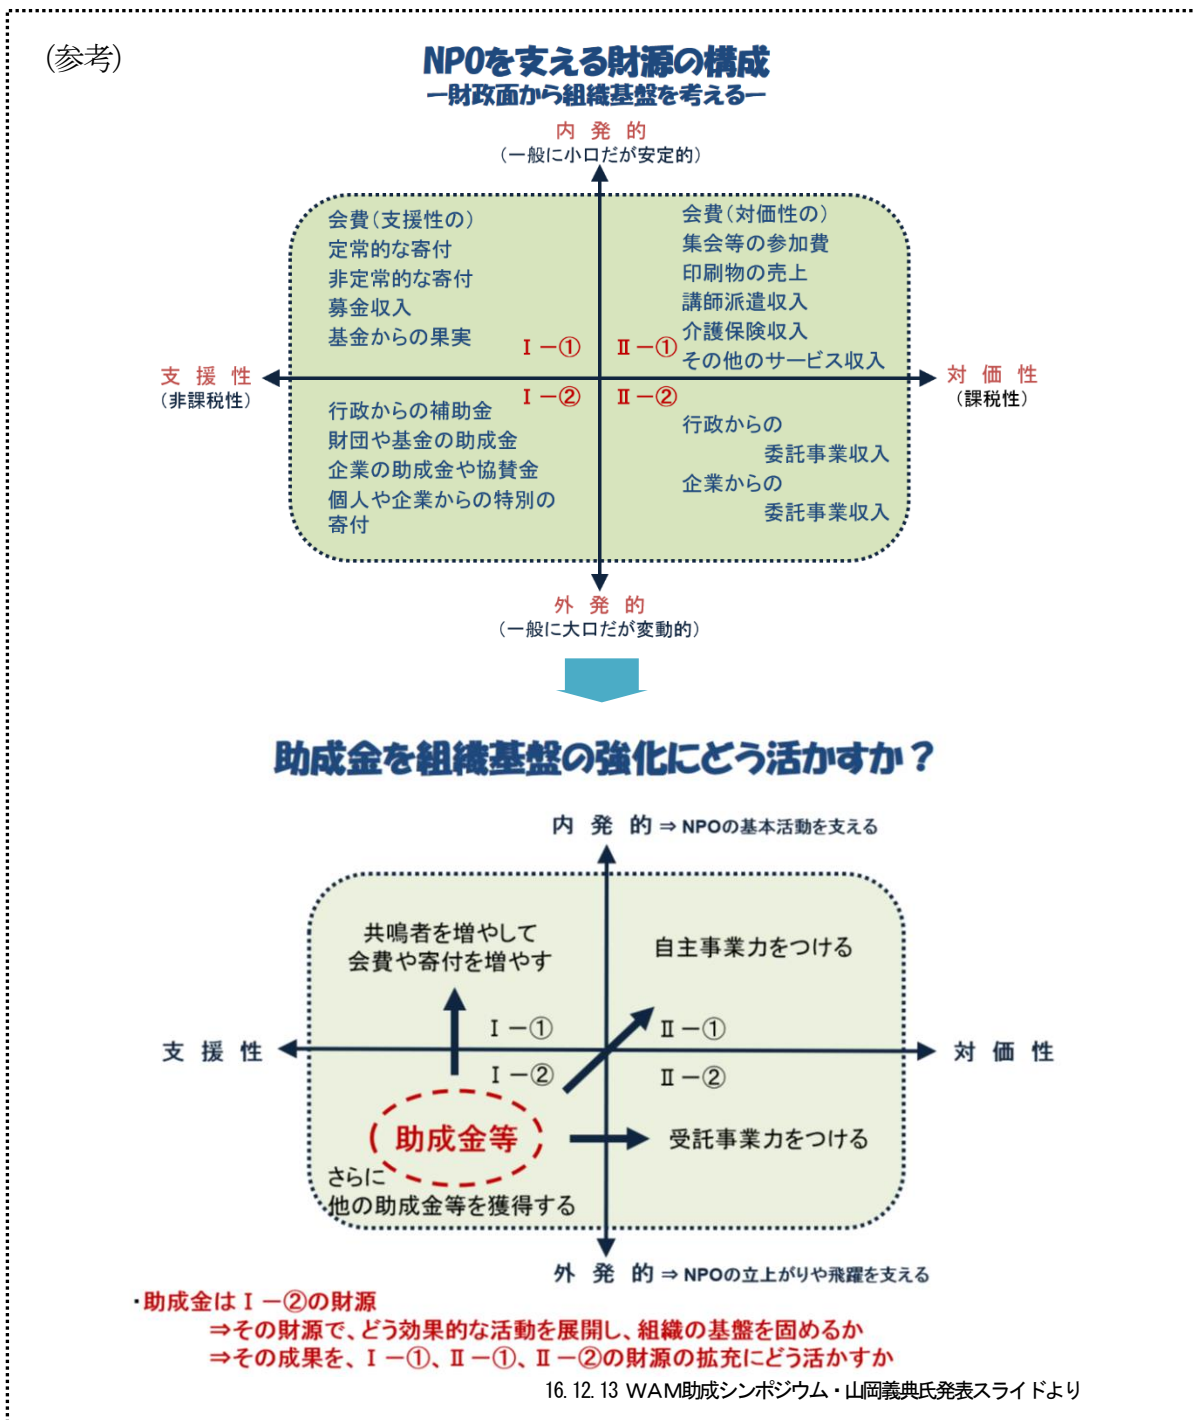 (参考)
NPOを支える財源の構成
ー財政面から組織基盤を考えるー
内 発 的
(一般に小口だが安定的)
会費(支援性の)
定常的な寄付
非定常的な寄付
募金収入
基金からの果実
Ⅰ－①
会費(対価性の)
集会等の参加費
印刷物の売上
講師派遣収入
介護保険収入
その他のサービス収入
Ⅱ－①
支 援 性
(非課税性)
対 価 性
(課税性)
Ⅰ－②
行政からの補助金
財団や基金の助成金
企業の助成金や協賛金
個人や企業からの特別の
寄付
Ⅱ－②
行政からの
委託事業収入
企業からの
委託事業収入
外 発 的
(一般に大口だが変動的)
助成金を組織基盤の強化にどう活かすか？
内 発 的 ⇒ NPOの基本活動を支える
共鳴者を増やして
会費や寄付を増やす
自主事業力をつける
Ⅰ－①
Ⅱ－①
支 援 性
対 価 性
Ⅰ－②
Ⅱ－②
助成金等
受託事業力をつける
さらに
他の助成金等を獲得する
外 発 的 ⇒ NPOの立上がりや飛躍を支える
・助成金はⅠ－②の財源
⇒その財源で、どう効果的な活動を展開し、組織の基盤を固めるか
⇒その成果を、Ⅰ－①、Ⅱ－①、Ⅱ－②の財源の拡充にどう活かすか
16.12.13 WAM助成シンポジウム・山岡義典氏発表スライドより